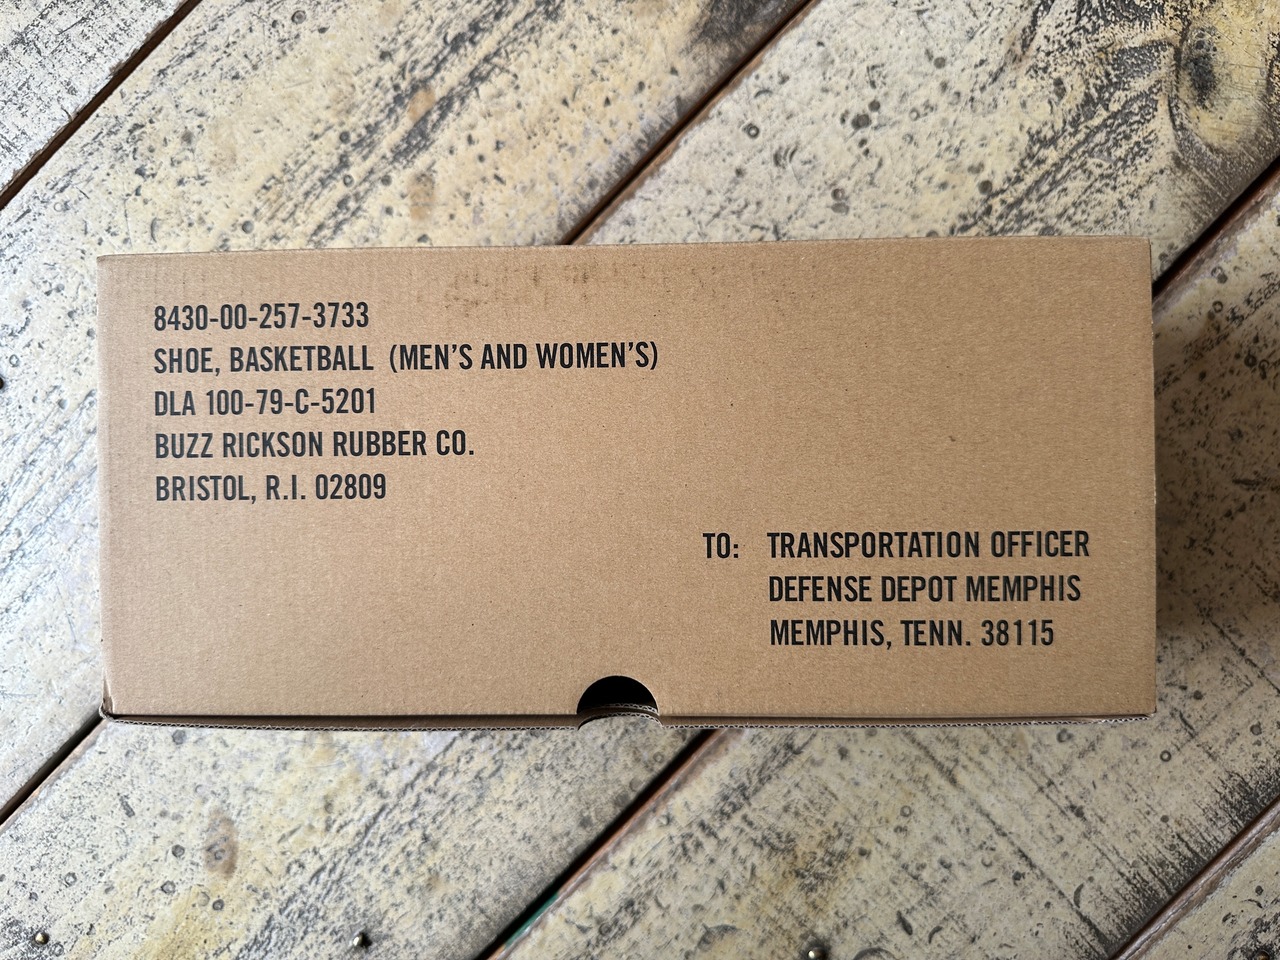 8430-00-257-3733
SHOE, BASKETBALL (MEN'S AND WOMEN'S)
DLA 100-79-C-5201
BUZZ RICKSON RUBBER CO.
BRISTOL, R.I. 02809
TO: TRANSPORTATION OFFICER
DEFENSE DEPOT MEMPHIS
MEMPHIS, TENN. 38115